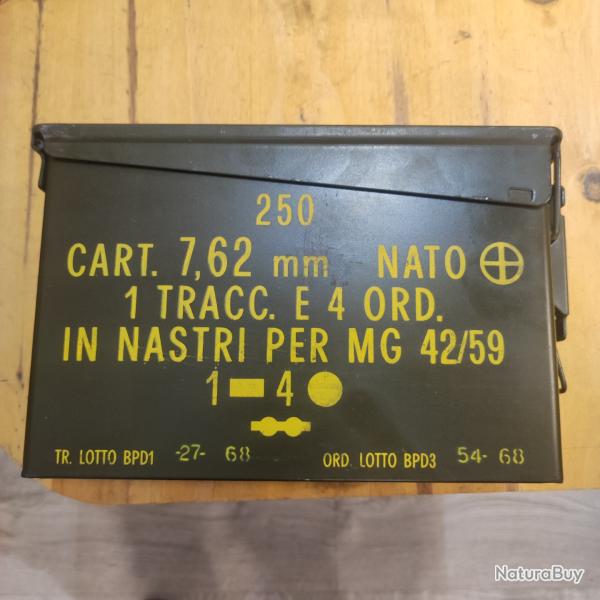 250
CART. 7,62 mm NATO
1 TRACC. E 4 ORD.
IN NASTRI PER MG 42/59
1 4
TR. LOTTO BPD1 -27- 68 ORD. LOTTO BPD3 54- 68
NaturaBuy